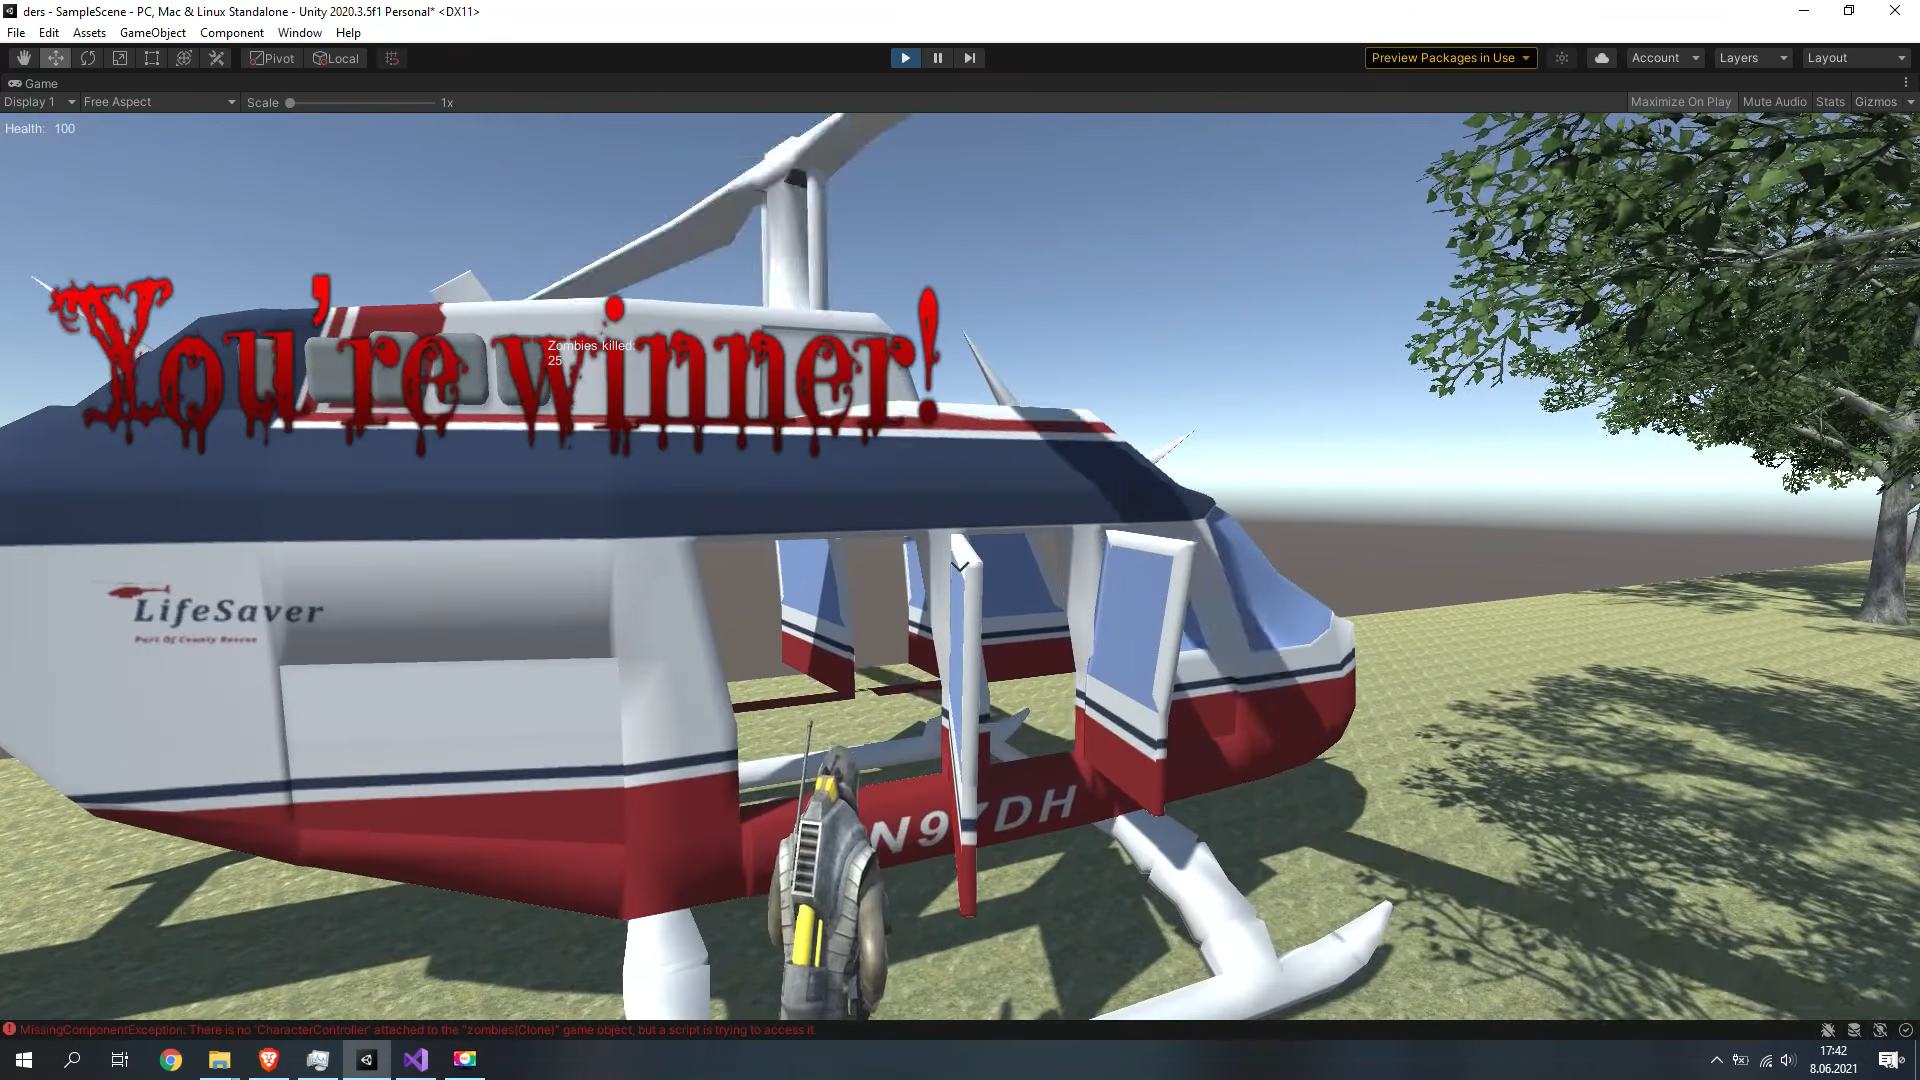 ders - SampleScene - PC, Mac & Linux Standalone - Unity 2020.3.5f1 Personal* <DX11>
File Edit Assets GameObject Component Window Help
Pivot Local Preview Packages in Use Account Layers Layout
Game
Display 1 Free Aspect Scale 1x Maximize On Play Mute Audio Stats Gizmos
Health: 100
You're winner!
Zombies killed:
25
LifeSaver
Part Of County Rescue
N97DH
MissingComponentException: There is no 'CharacterController' attached to the "zombies(Clone)" game object, but a script is trying to access it.
17:42
8.06.2021